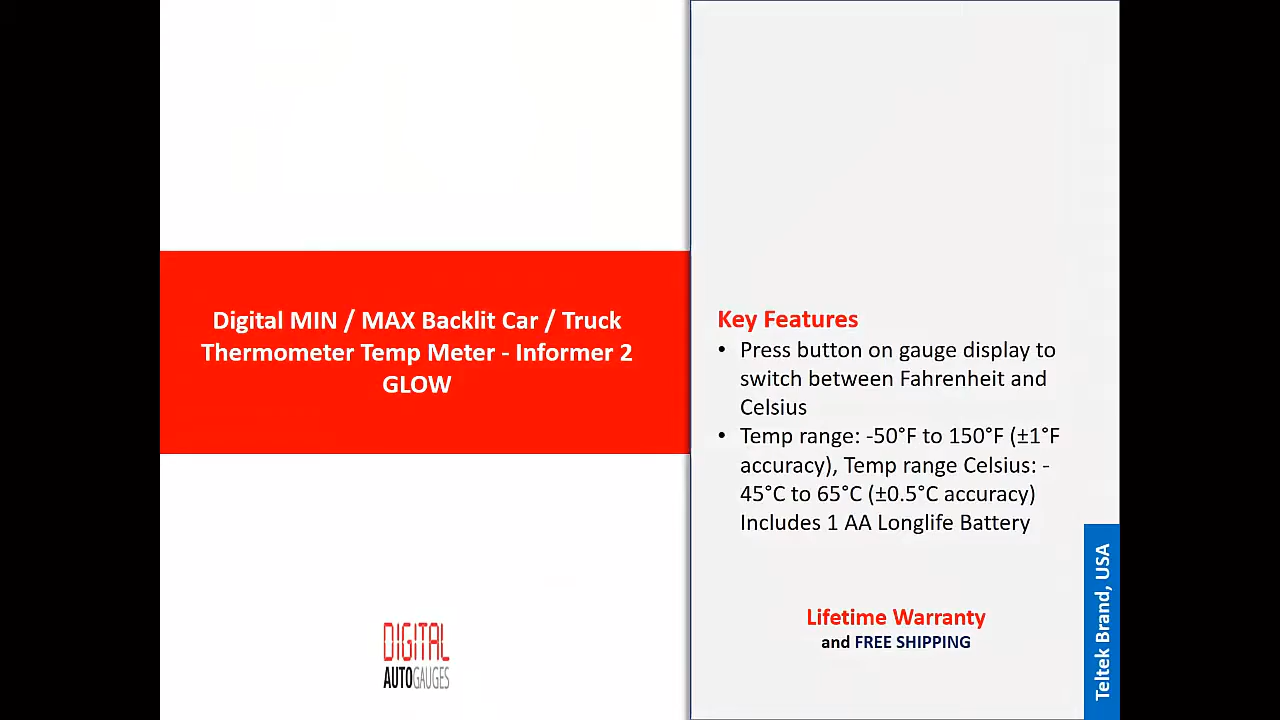 Digital MIN / MAX Backlit Car / Truck
Thermometer Temp Meter - Informer 2
GLOW
DIGITAL
AUTOGAUGES
Key Features
• Press button on gauge display to
switch between Fahrenheit and
Celsius
• Temp range: -50°F to 150°F (±1°F
accuracy), Temp range Celsius: -
45°C to 65°C (±0.5°C accuracy)
Includes 1 AA Longlife Battery
Lifetime Warranty
and FREE SHIPPING
Teltek Brand, USA